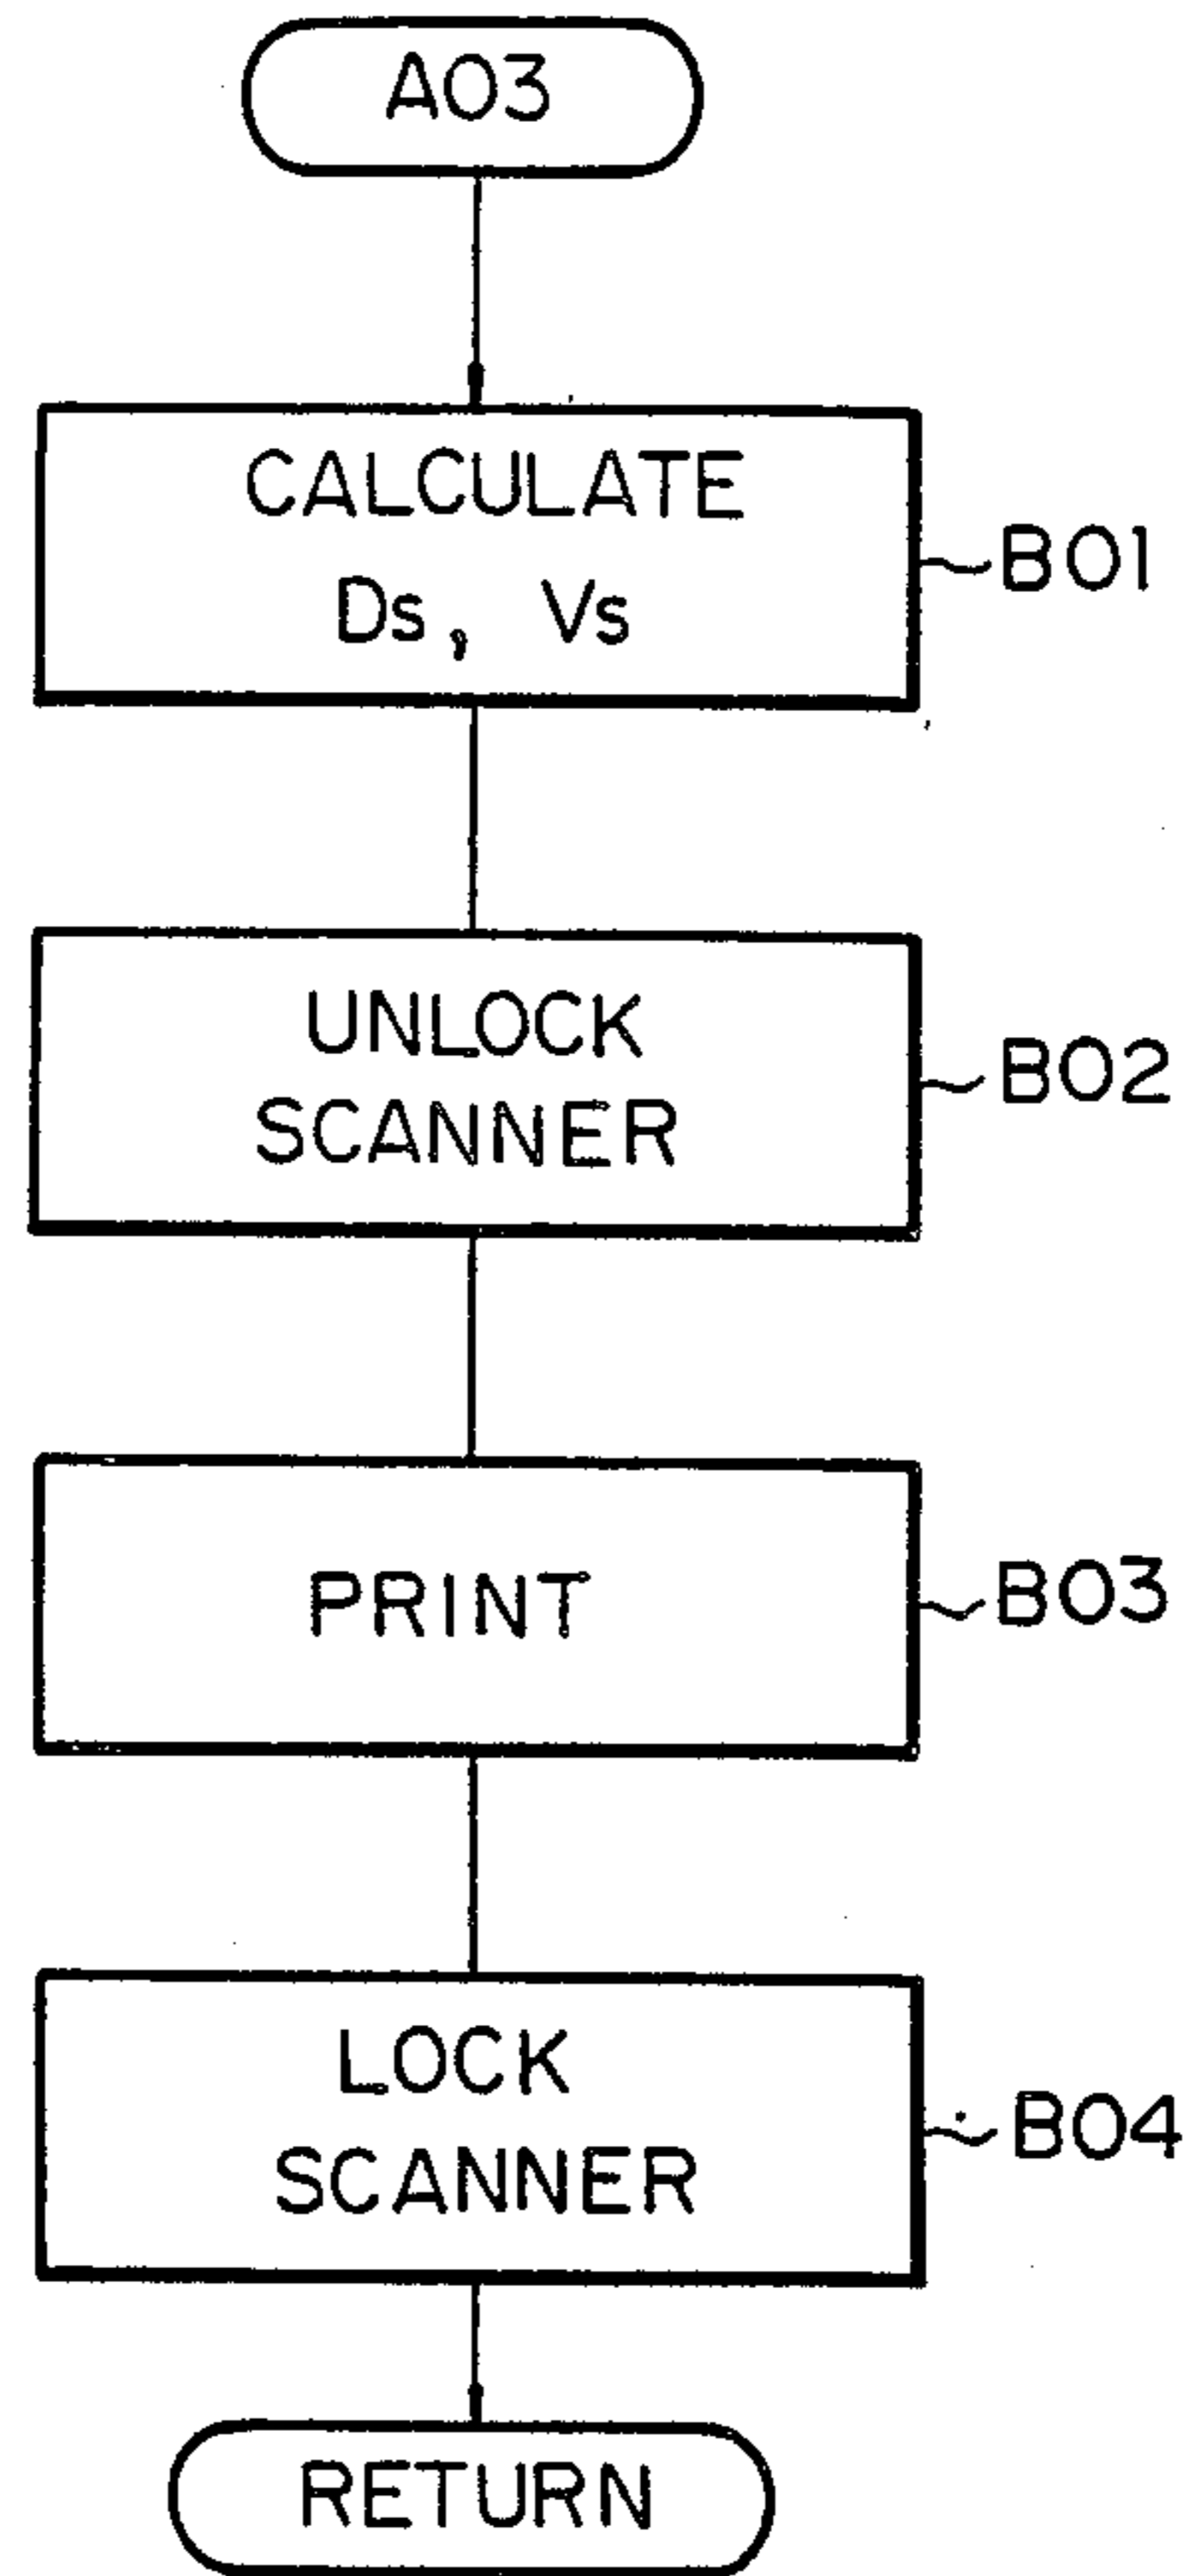 A03
CALCULATE
Ds, Vs
B01
UNLOCK
SCANNER
B02
PRINT
B03
LOCK
SCANNER
B04
RETURN